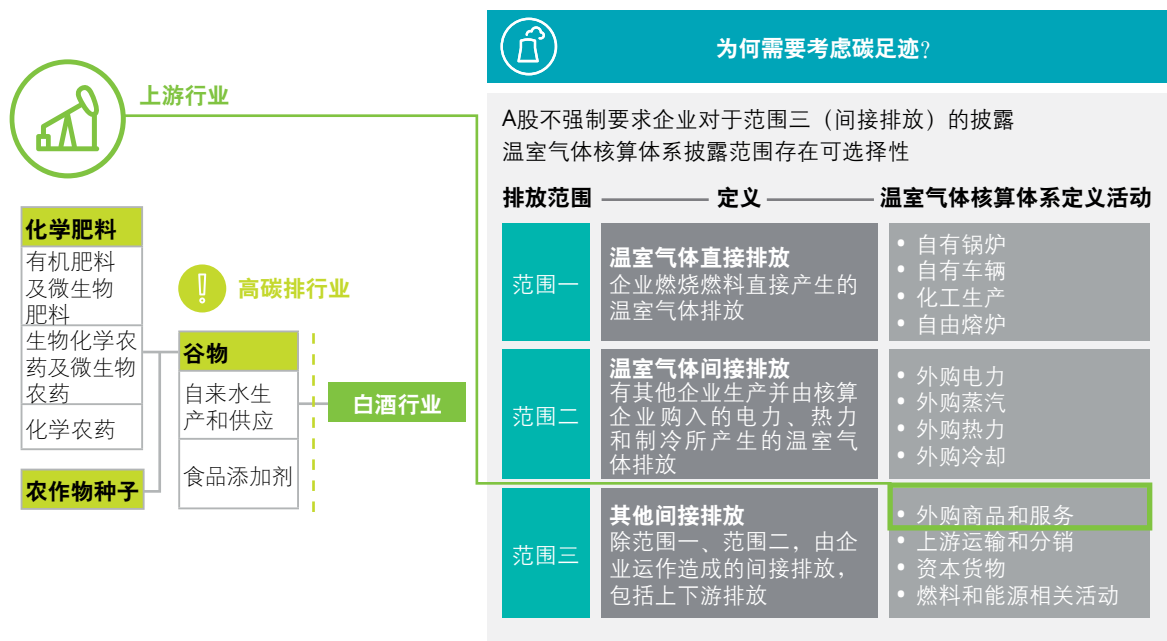 上游行业
化学肥料
有机肥料
及微生物
肥料
生物化学农
药及微生物
农药
化学农药
农作物种子
高碳排行业
谷物
自来水生
产和供应
食品添加剂
白酒行业
为何需要考虑碳足迹?
A股不强制要求企业对于范围三（间接排放）的披露
温室气体核算体系披露范围存在可选择性
排放范围 定义 温室气体核算体系定义活动
范围一
温室气体直接排放
企业燃烧燃料直接产生的
温室气体排放
• 自有锅炉
• 自有车辆
• 化工生产
• 自由熔炉
范围二
温室气体间接排放
有其他企业生产并由核算
企业购入的电力、热力
和制冷所产生的温室气
体排放
• 外购电力
• 外购蒸汽
• 外购热力
• 外购冷却
范围三
其他间接排放
除范围一、范围二，由企
业运作造成的间接排放，
包括上下游排放
• 外购商品和服务
• 上游运输和分销
• 资本货物
• 燃料和能源相关活动